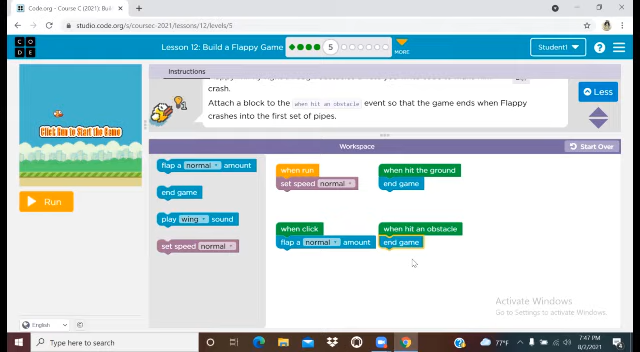 Code.org - Course C (2021): Bu
studio.code.org/s/coursec-2021/lessons/12/levels/5
C O
D E
Lesson 12: Build a Flappy Game
5
MORE
Student1
Instructions
crash.
Attach a block to the when hit an obstacle event so that the game ends when Flappy
crashes into the first set of pipes.
Less
Click Run to Start the Game
Run
Workspace
Start Over
flap a normal amount
end game
play wing sound
set speed normal
when run
set speed normal
when hit the ground
end game
when click
flap a normal amount
when hit an obstacle
end game
Activate Windows
Go to Settings to activate Windows.
English
Type here to search
77°F
7:47 PM
8/2/2021